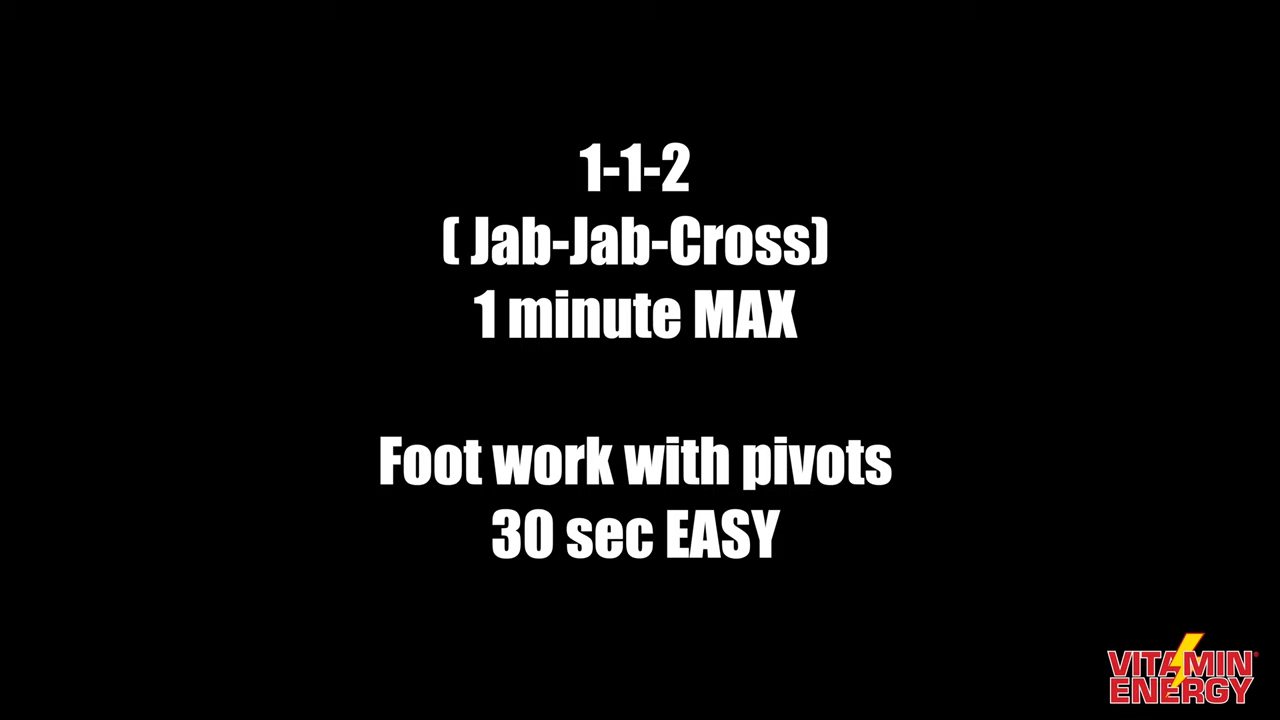 1-1-2
( Jab-Jab-Cross)
1 minute MAX
Foot work with pivots
30 sec EASY
VITAMIN
ENERGY®